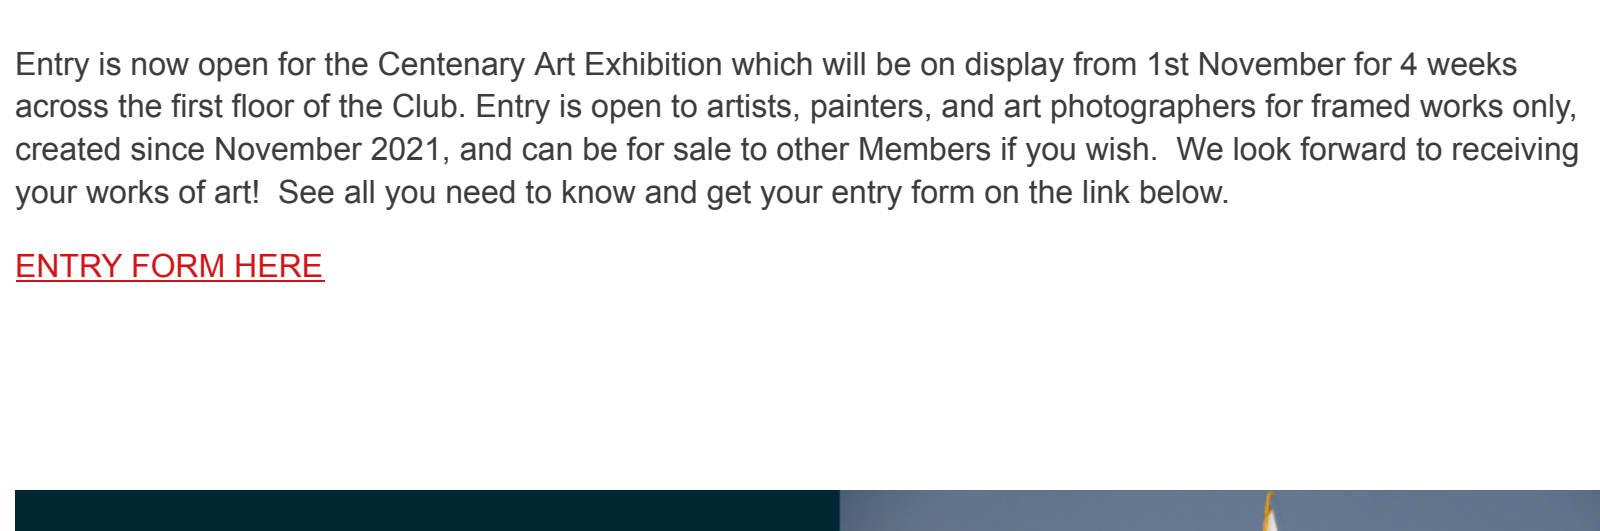 Entry is now open for the Centenary Art Exhibition which will be on display from 1st November for 4 weeks
across the first floor of the Club. Entry is open to artists, painters, and art photographers for framed works only,
created since November 2021, and can be for sale to other Members if you wish.  We look forward to receiving
your works of art!  See all you need to know and get your entry form on the link below.
ENTRY FORM HERE